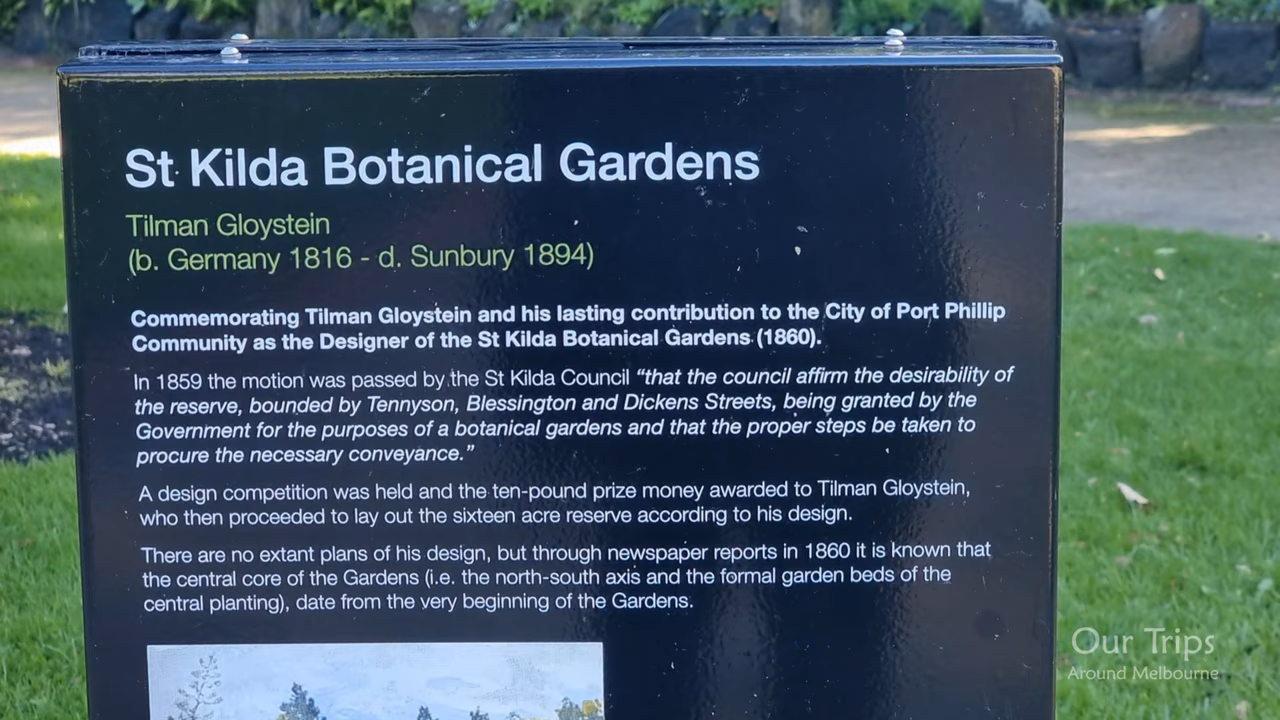 St Kilda Botanical Gardens
Tilman Gloystein
(b. Germany 1816 - d. Sunbury 1894)
Commemorating Tilman Gloystein and his lasting contribution to the City of Port Phillip
Community as the Designer of the St Kilda Botanical Gardens (1860).
In 1859 the motion was passed by the St Kilda Council “that the council affirm the desirability of
the reserve, bounded by Tennyson, Blessington and Dickens Streets, being granted by the
Government for the purposes of a botanical gardens and that the proper steps be taken to
procure the necessary conveyance.”
A design competition was held and the ten-pound prize money awarded to Tilman Gloystein,
who then proceeded to lay out the sixteen acre reserve according to his design.
There are no extant plans of his design, but through newspaper reports in 1860 it is known that
the central core of the Gardens (i.e. the north-south axis and the formal garden beds of the
central planting), date from the very beginning of the Gardens.
Our Trips
Around Melbourne